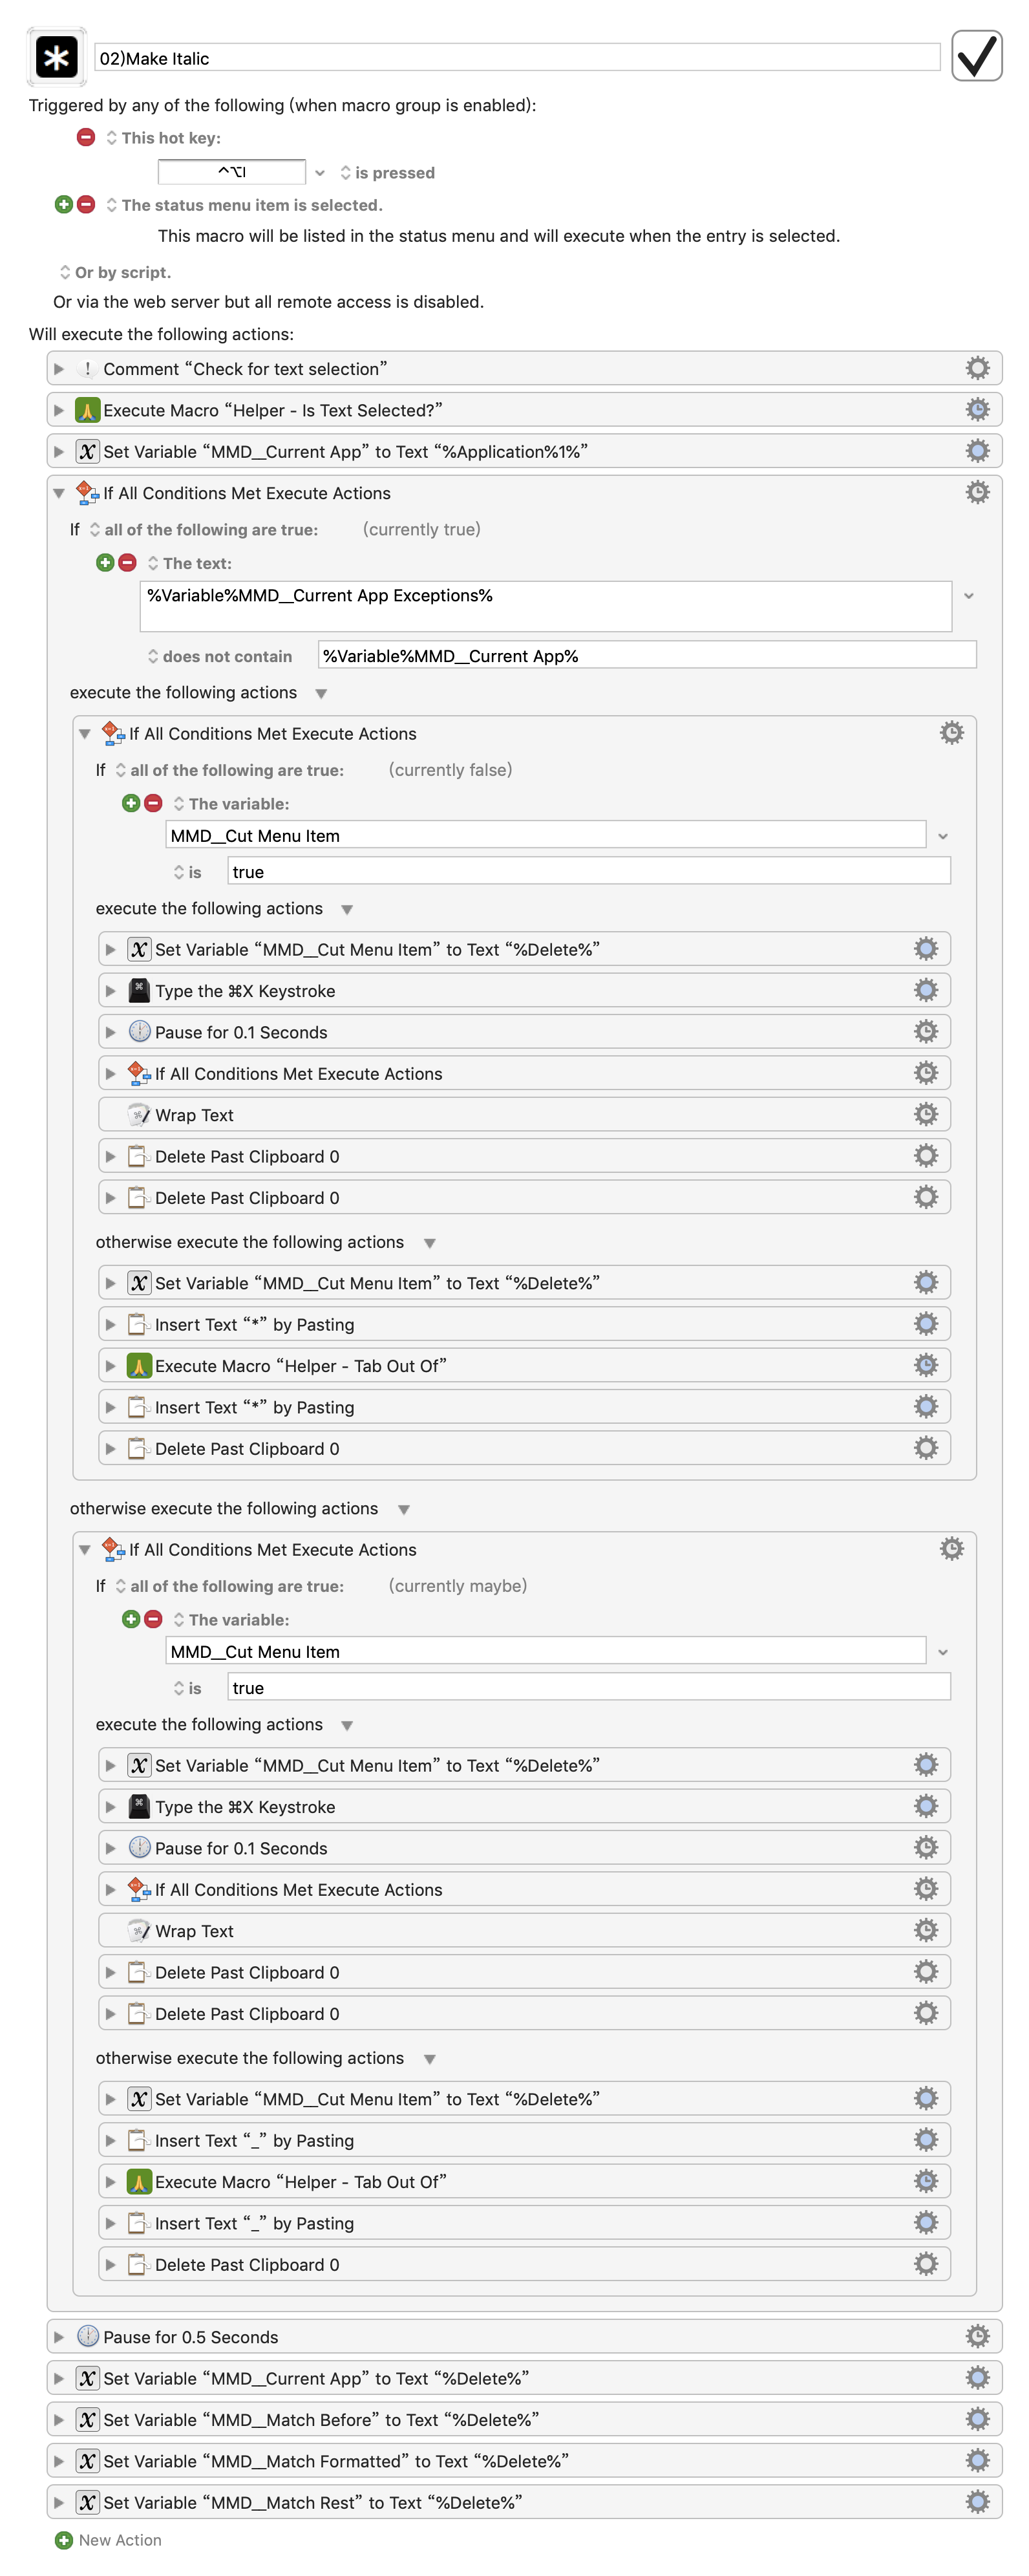 02)Make Italic
Triggered by any of the following (when macro group is enabled):
This hot key:
^⌥I is pressed
The status menu item is selected.
This macro will be listed in the status menu and will execute when the entry is selected.
Or by script.
Or via the web server but all remote access is disabled.
Will execute the following actions:
Comment “Check for text selection”
Execute Macro “Helper - Is Text Selected?”
Set Variable “MMD__Current App” to Text “%Application%1%”
If All Conditions Met Execute Actions
If all of the following are true: (currently true)
The text:
%Variable%MMD__Current App Exceptions%
does not contain %Variable%MMD__Current App%
execute the following actions
If All Conditions Met Execute Actions
If all of the following are true: (currently false)
The variable:
MMD__Cut Menu Item
is true
execute the following actions
Set Variable “MMD__Cut Menu Item” to Text “%Delete%”
Type the ⌘X Keystroke
Pause for 0.1 Seconds
If All Conditions Met Execute Actions
Wrap Text
Delete Past Clipboard 0
Delete Past Clipboard 0
otherwise execute the following actions
Set Variable “MMD__Cut Menu Item” to Text “%Delete%”
Insert Text “*” by Pasting
Execute Macro “Helper - Tab Out Of”
Insert Text “*” by Pasting
Delete Past Clipboard 0
otherwise execute the following actions
If All Conditions Met Execute Actions
If all of the following are true: (currently maybe)
The variable:
MMD__Cut Menu Item
is true
execute the following actions
Set Variable “MMD__Cut Menu Item” to Text “%Delete%”
Type the ⌘X Keystroke
Pause for 0.1 Seconds
If All Conditions Met Execute Actions
Wrap Text
Delete Past Clipboard 0
Delete Past Clipboard 0
otherwise execute the following actions
Set Variable “MMD__Cut Menu Item” to Text “%Delete%”
Insert Text “_” by Pasting
Execute Macro “Helper - Tab Out Of”
Insert Text “_” by Pasting
Delete Past Clipboard 0
Pause for 0.5 Seconds
Set Variable “MMD__Current App” to Text “%Delete%”
Set Variable “MMD__Match Before” to Text “%Delete%”
Set Variable “MMD__Match Formatted” to Text “%Delete%”
Set Variable “MMD__Match Rest” to Text “%Delete%”
New Action